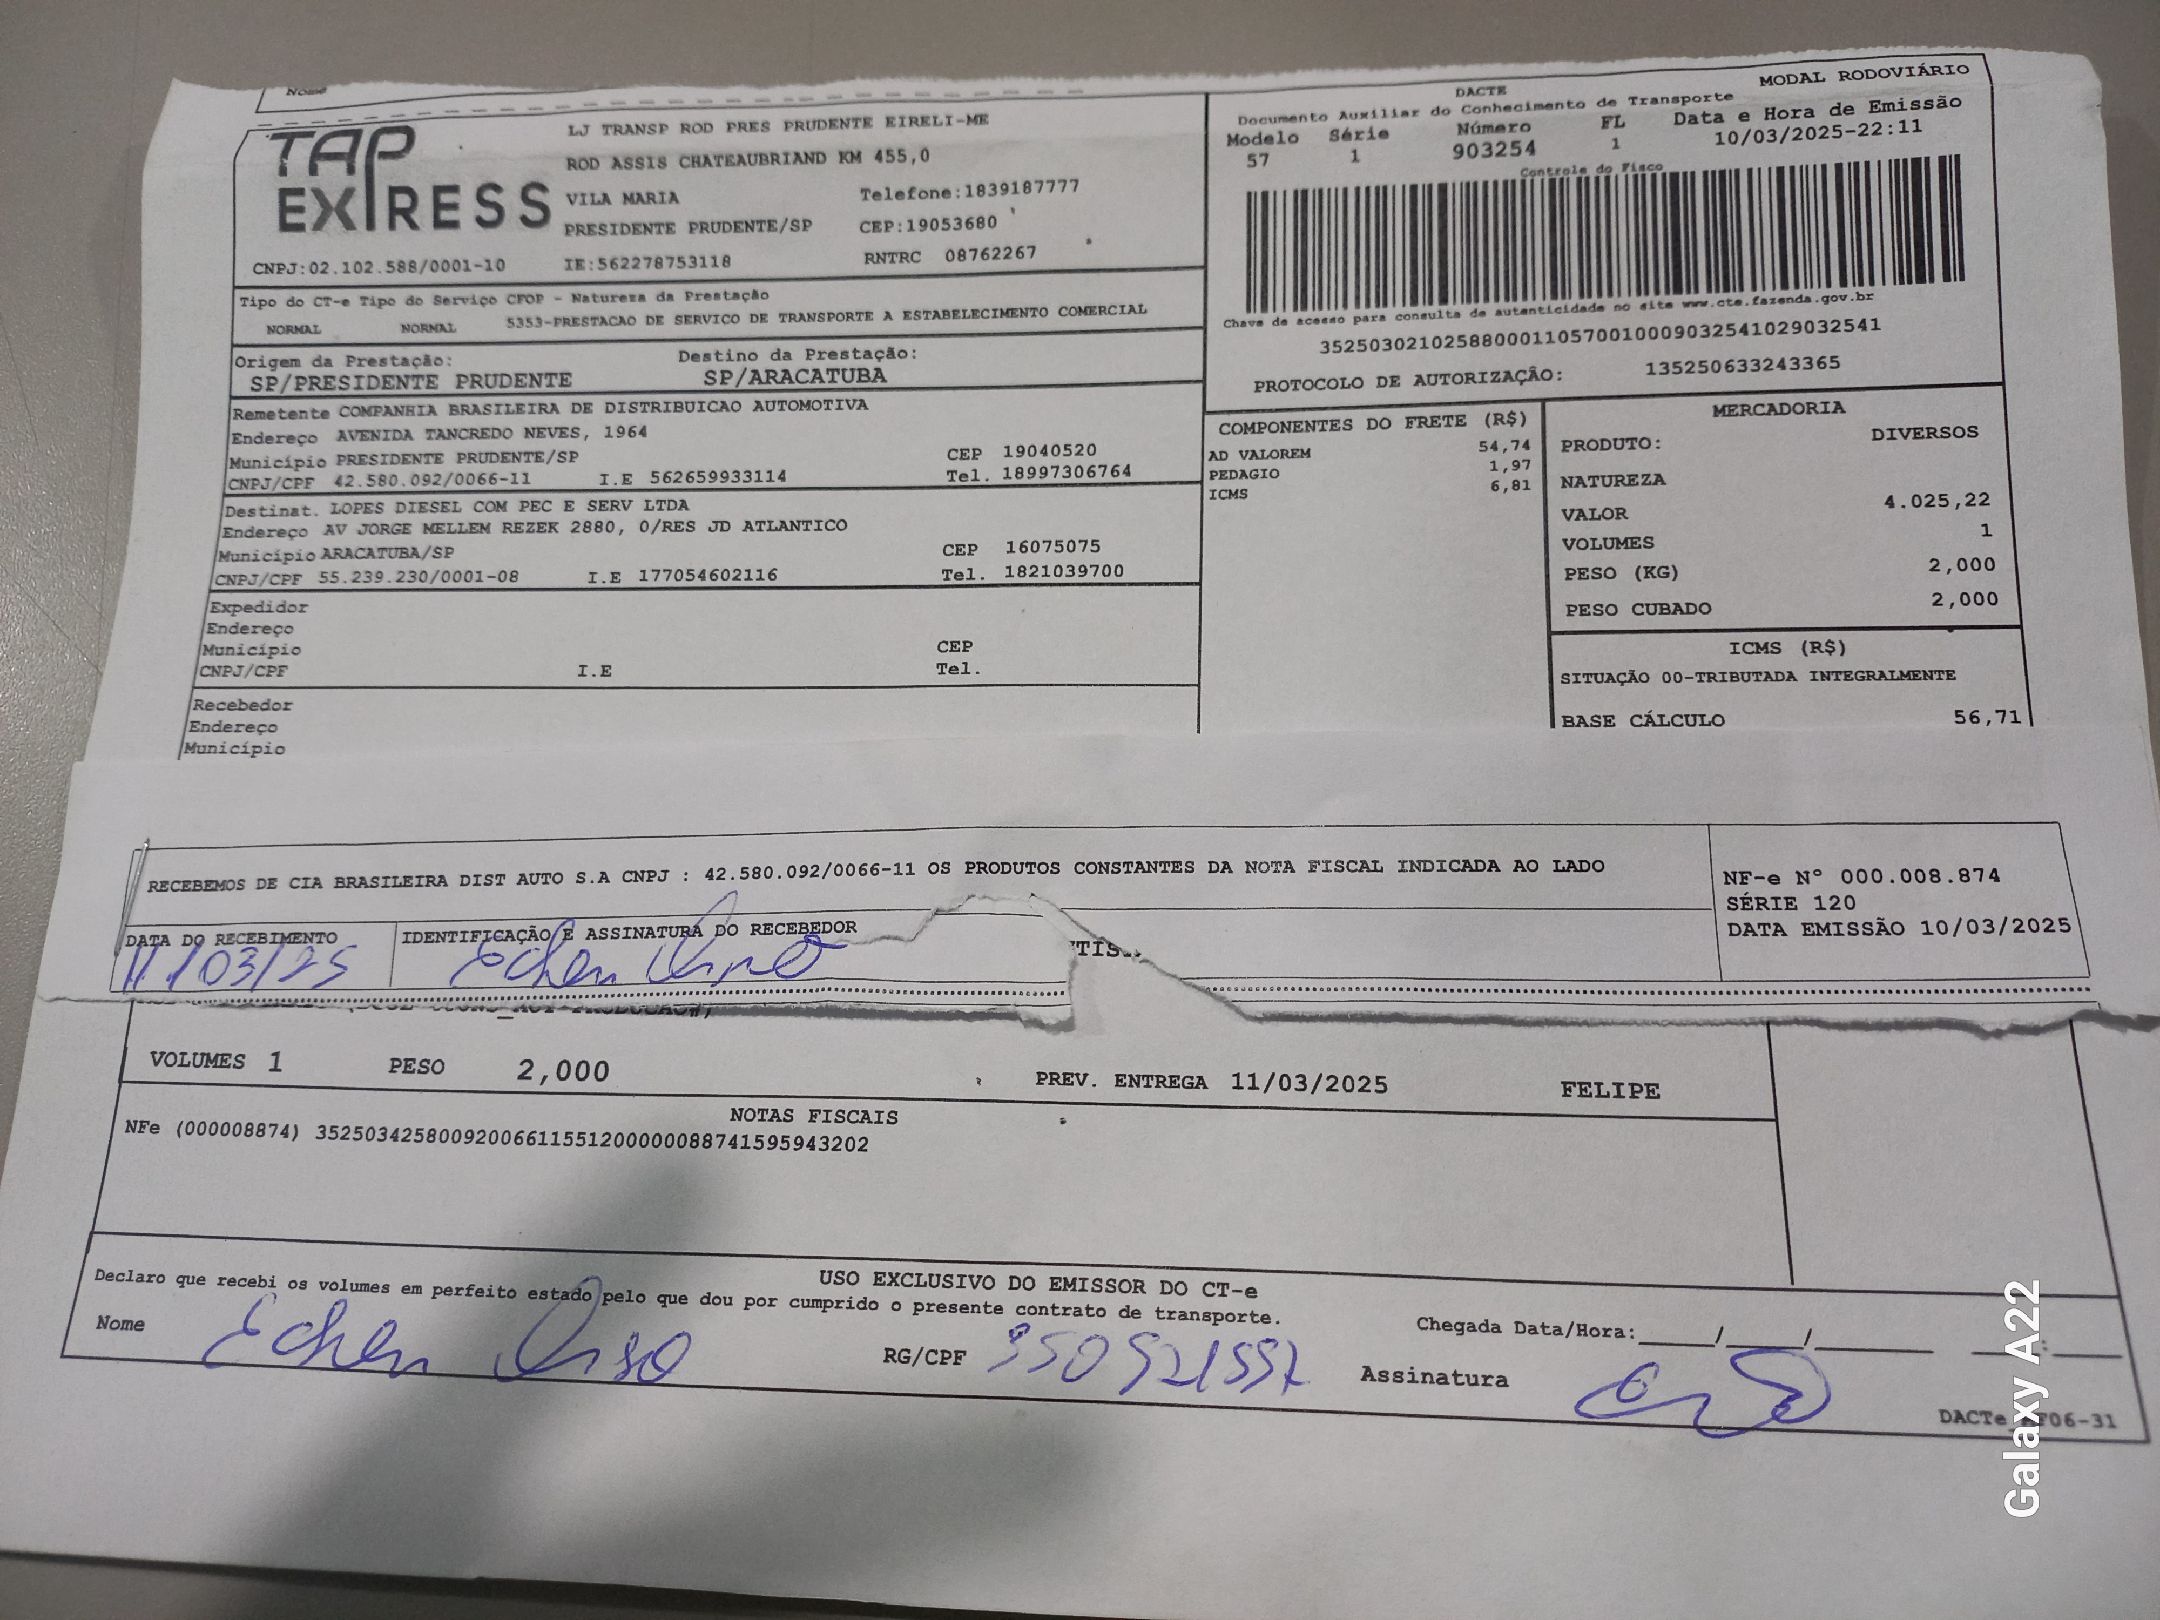 Nome
TAP EXPRESS
LJ TRANSP ROD PRES PRUDENTE EIRELI-ME
ROD ASSIS CHATEAUBRIAND KM 455,0
VILA MARIA Telefone:1839187777
PRESIDENTE PRUDENTE/SP CEP:19053680
CNPJ:02.102.588/0001-10 IE:562278753118 RNTRC 08762267
DACTE MODAL RODOVIÁRIO
Documento Auxiliar do Conhecimento de Transporte
Modelo Série Número FL Data e Hora de Emissão
57 1 903254 1 10/03/2025-22:11
Controle do Fisco
Chave de acesso para consulta de autenticidade no site www.cte.fazenda.gov.br
35250302102588000110570010009032541029032541
PROTOCOLO DE AUTORIZAÇÃO: 135250633243365
Tipo do CT-e Tipo do Serviço CFOP - Natureza da Prestação
NORMAL NORMAL 5353-PRESTACAO DE SERVICO DE TRANSPORTE A ESTABELECIMENTO COMERCIAL
Origem da Prestação: Destino da Prestação:
SP/PRESIDENTE PRUDENTE SP/ARACATUBA
Remetente COMPANHIA BRASILEIRA DE DISTRIBUICAO AUTOMOTIVA
Endereço AVENIDA TANCREDO NEVES, 1964
Município PRESIDENTE PRUDENTE/SP CEP 19040520
CNPJ/CPF 42.580.092/0066-11 I.E 562659933114 Tel. 18997306764
Destinat. LOPES DIESEL COM PEC E SERV LTDA
Endereço AV JORGE MELLEM REZEK 2880, 0/RES JD ATLANTICO
Município ARACATUBA/SP CEP 16075075
CNPJ/CPF 55.239.230/0001-08 I.E 177054602116 Tel. 1821039700
Expedidor
Endereço
Município CEP
CNPJ/CPF I.E Tel.
Recebedor
Endereço
Município
COMPONENTES DO FRETE (R$)
AD VALOREM 54,74
PEDAGIO 1,97
ICMS 6,81
MERCADORIA
PRODUTO: DIVERSOS
NATUREZA
VALOR 4.025,22
VOLUMES 1
PESO (KG) 2,000
PESO CUBADO 2,000
ICMS (R$)
SITUAÇÃO 00-TRIBUTADA INTEGRALMENTE
BASE CÁLCULO 56,71
RECEBEMOS DE CIA BRASILEIRA DIST AUTO S.A CNPJ : 42.580.092/0066-11 OS PRODUTOS CONSTANTES DA NOTA FISCAL INDICADA AO LADO
NF-e Nº 000.008.874
SÉRIE 120
DATA EMISSÃO 10/03/2025
DATA DO RECEBIMENTO IDENTIFICAÇÃO E ASSINATURA DO RECEBEDOR
11/03/25
VOLUMES 1 PESO 2,000 PREV. ENTREGA 11/03/2025 FELIPE
NOTAS FISCAIS
NFe (000008874) 35250342580092006611551200000088741595943202
USO EXCLUSIVO DO EMISSOR DO CT-e
Declaro que recebi os volumes em perfeito estado pelo que dou por cumprido o presente contrato de transporte.
Nome RG/CPF Chegada Data/Hora:_____/_____/_______ ___:____
Assinatura
Galaxy A22